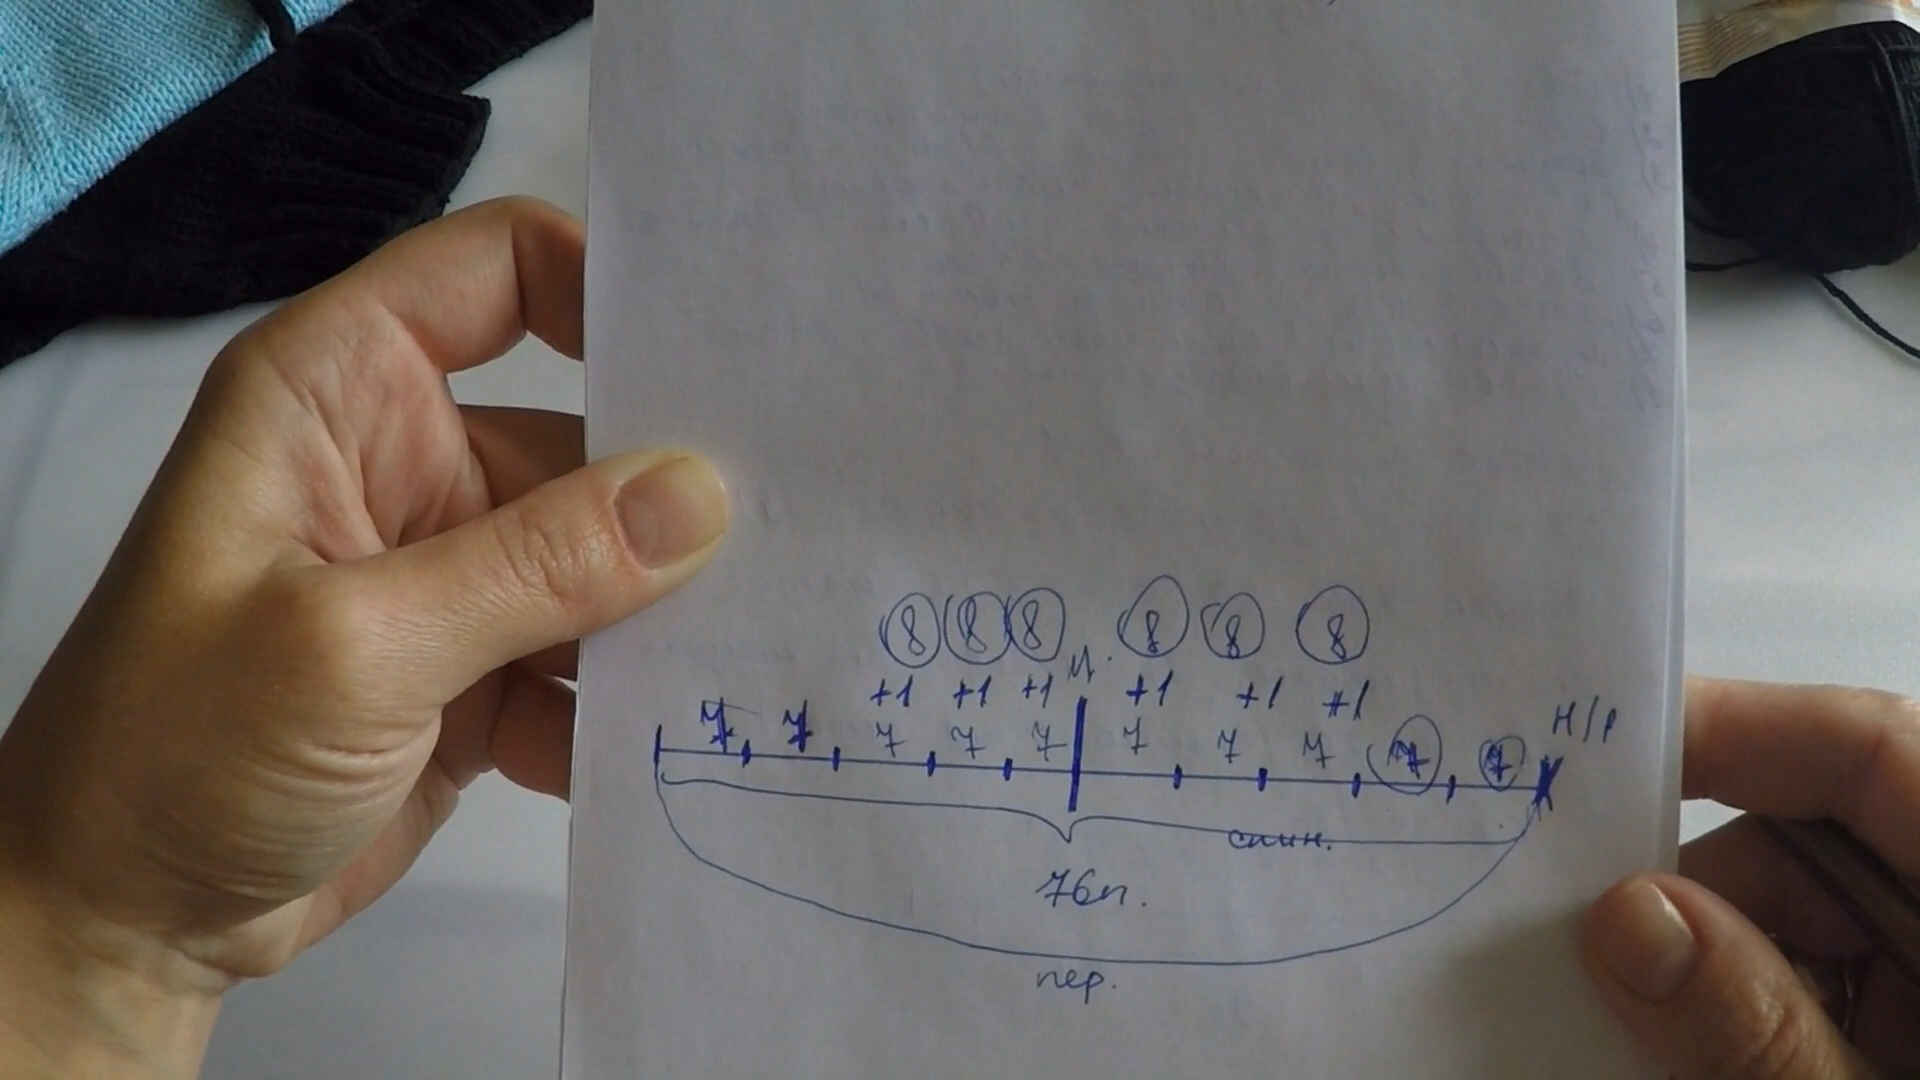 8 8 8 8 8 8
+1 +1 +1 ц. +1 +1 +1 Н/Р
7 7 7 7 7 7 7 7 7 7
спин.
76п.
пер.